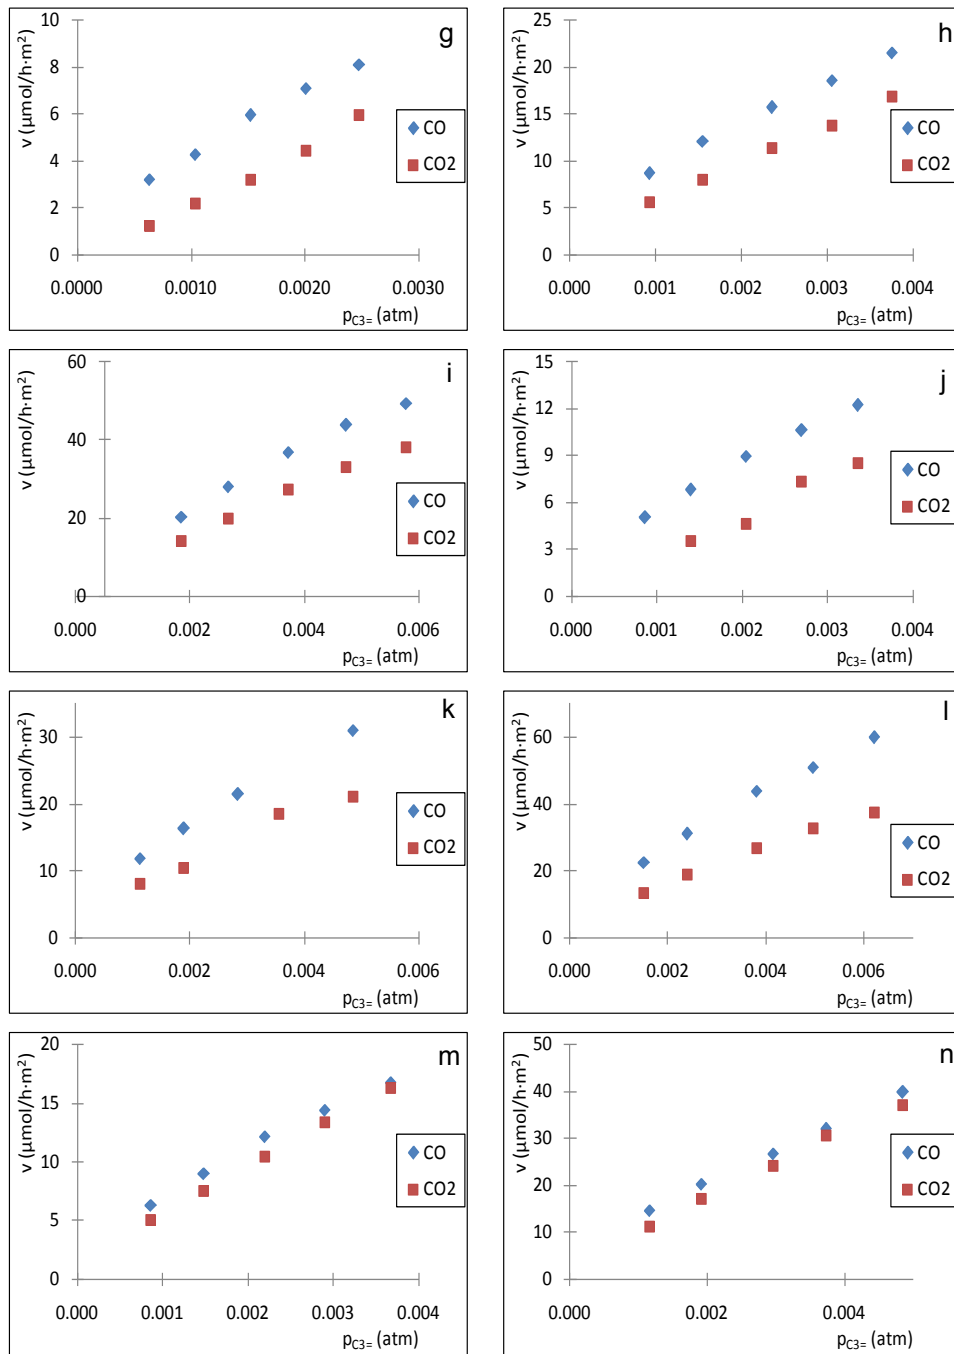 g
v (µmol/h·m²)
10
8
6
4
2
0
0.0000 0.0010 0.0020 0.0030
pC3= (atm)
CO
CO2
h
v (µmol/h·m²)
25
20
15
10
5
0
0.000 0.001 0.002 0.003 0.004
pC3= (atm)
CO
CO2
i
v (µmol/h·m²)
60
40
20
0
0.000 0.002 0.004 0.006
pC3= (atm)
CO
CO2
j
v (µmol/h·m²)
15
12
9
6
3
0
0.000 0.001 0.002 0.003 0.004
pC3= (atm)
CO
CO2
k
v (µmol/h·m²)
30
20
10
0
0.000 0.002 0.004 0.006
pC3= (atm)
CO
CO2
l
v (µmol/h·m²)
60
40
20
0
0.000 0.002 0.004 0.006
pC3= (atm)
CO
CO2
m
v (µmol/h·m²)
20
15
10
5
0
0.000 0.001 0.002 0.003 0.004
pC3= (atm)
CO
CO2
n
v (µmol/h·m²)
50
40
30
20
10
0
0.000 0.002 0.004
pC3= (atm)
CO
CO2